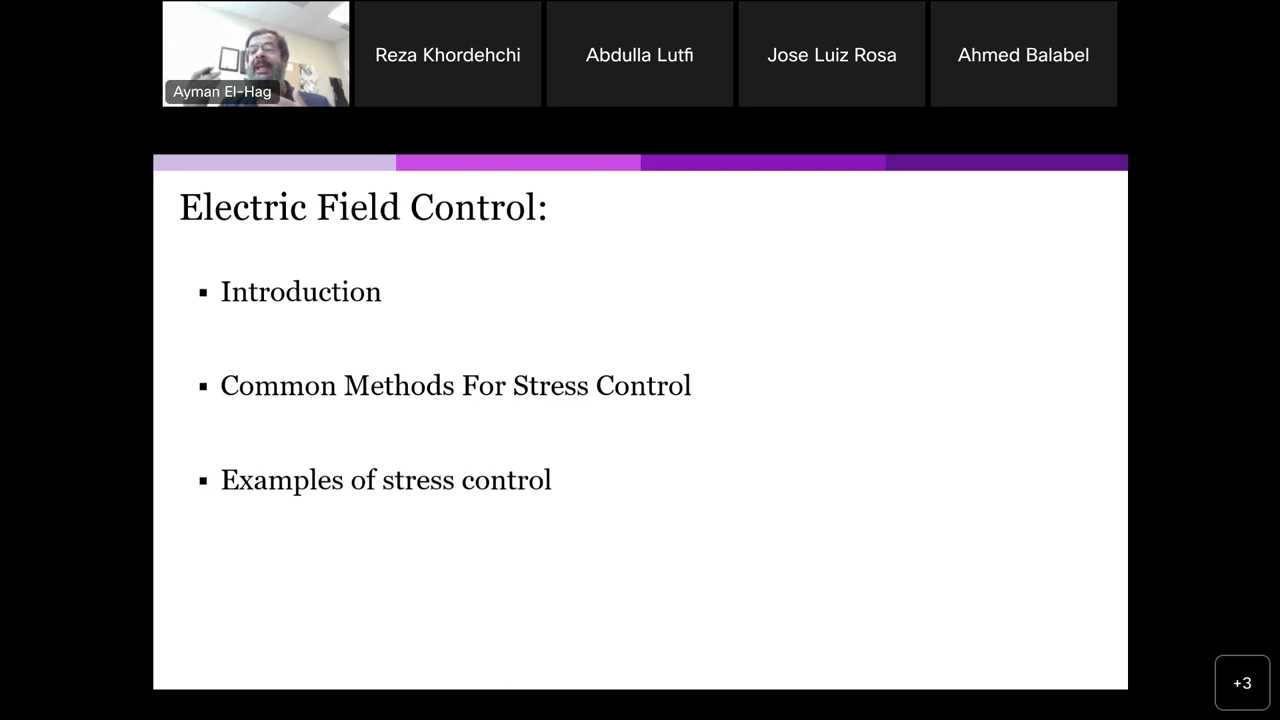 Ayman El-Hag
Reza Khordehchi
Abdulla Lutfi
Jose Luiz Rosa
Ahmed Balabel
Electric Field Control:
▪ Introduction
▪ Common Methods For Stress Control
▪ Examples of stress control
+3